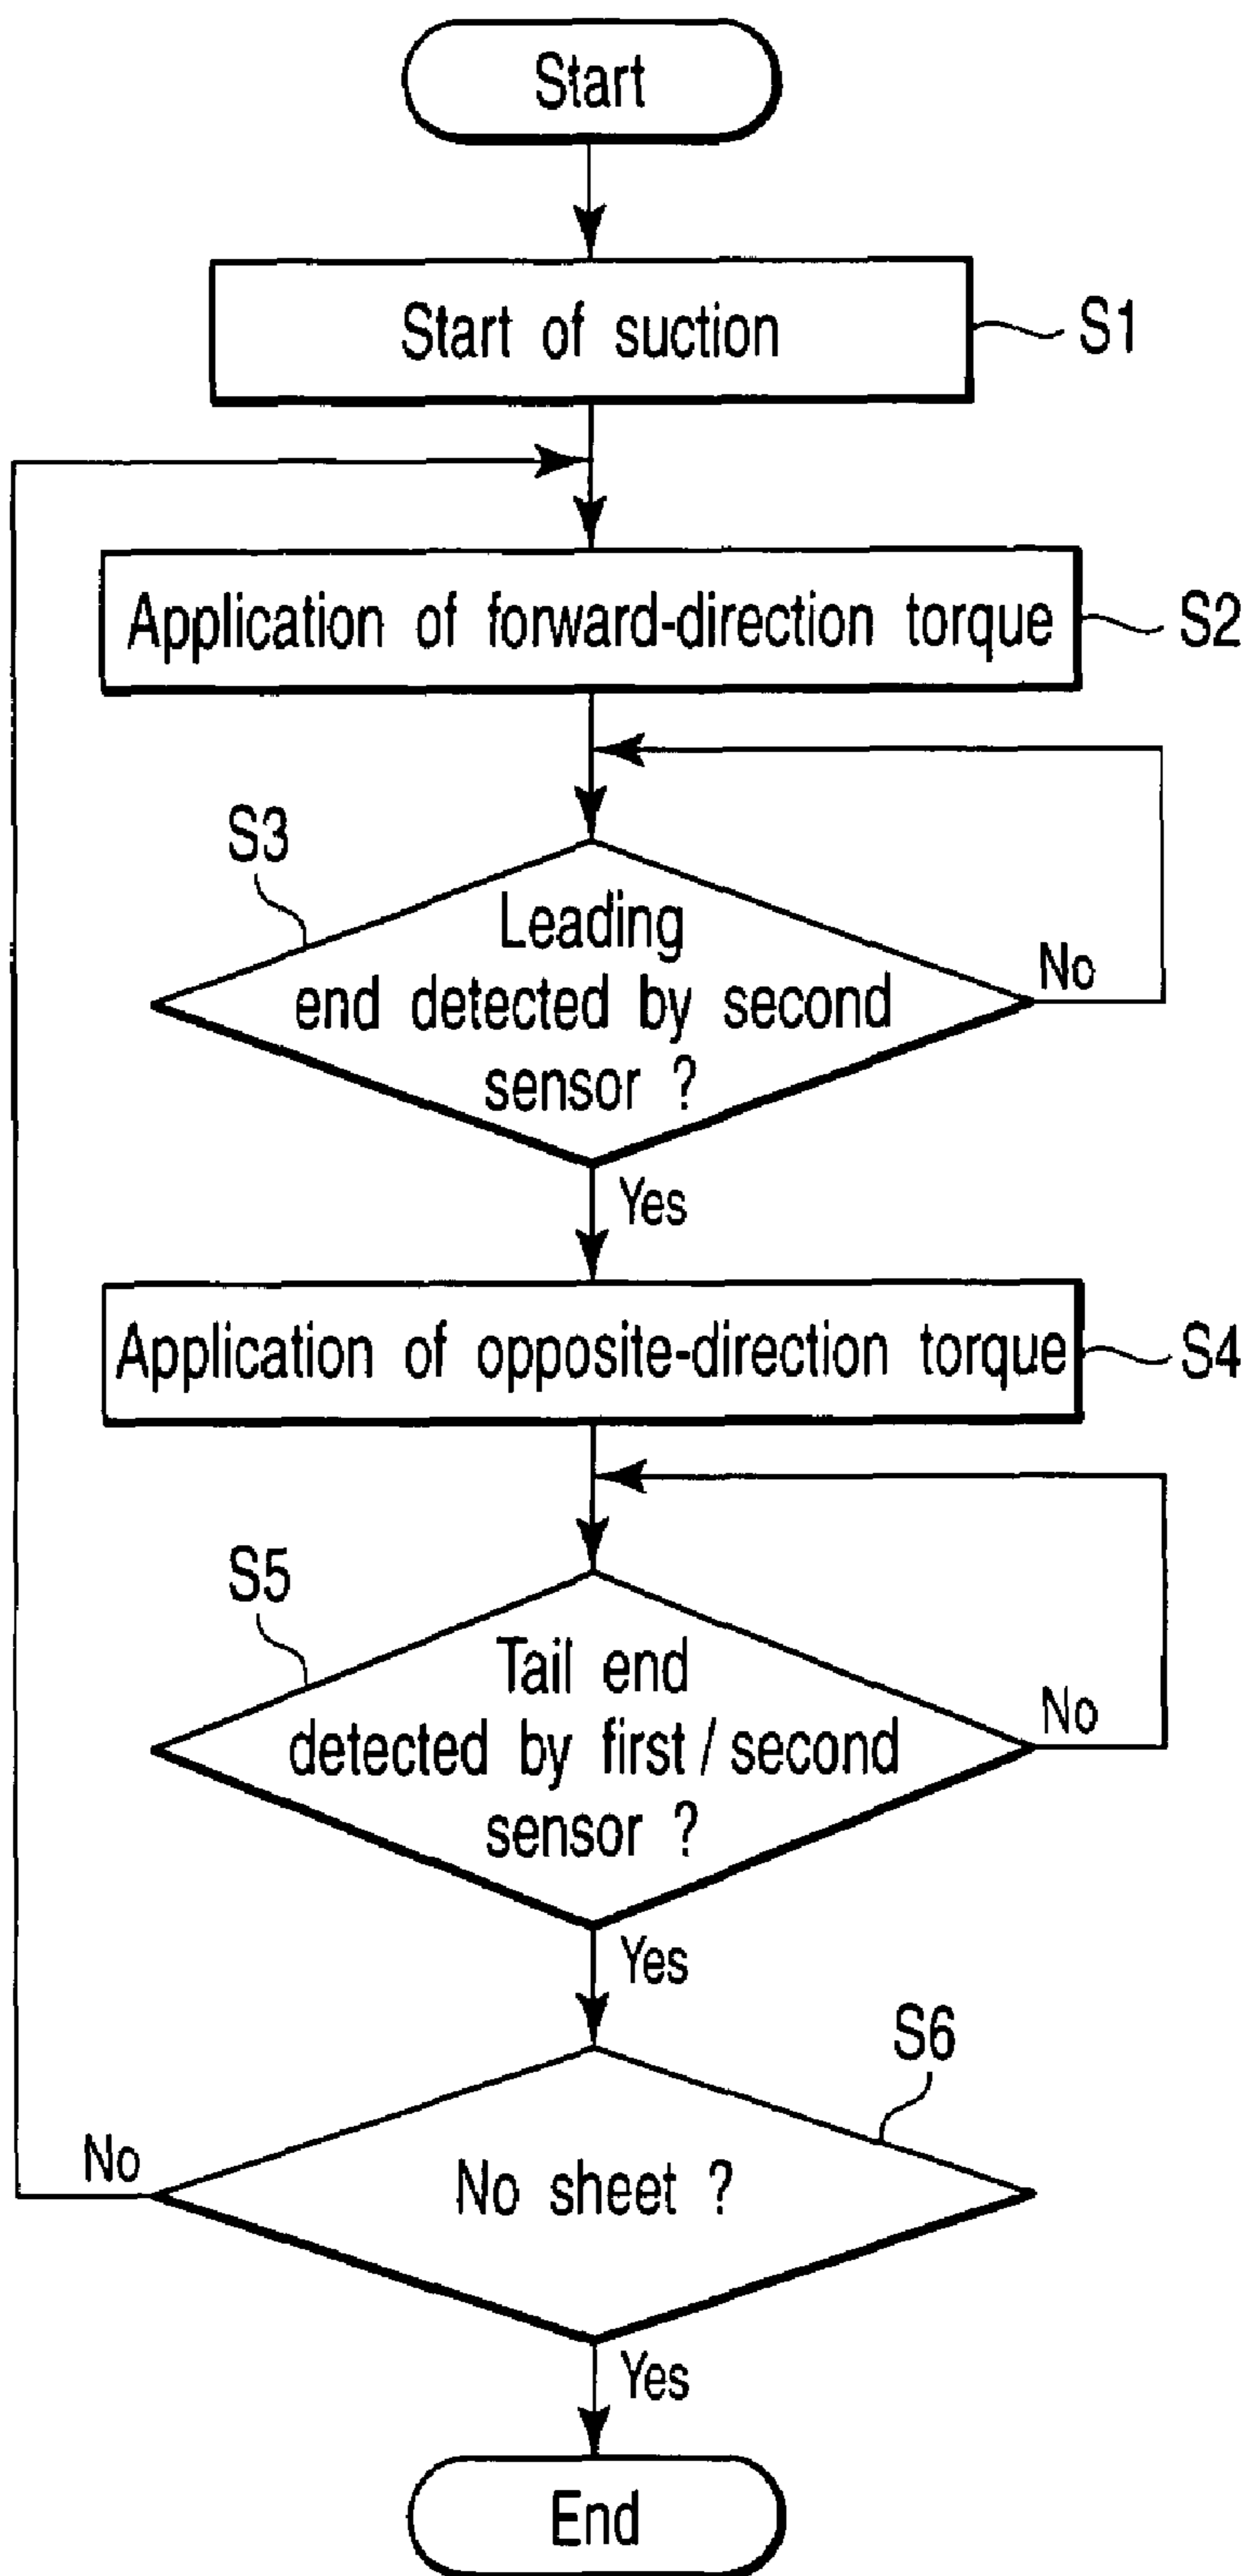 Start
Start of suction
S1
Application of forward-direction torque
S2
S3
Leading
end detected by second
sensor ?
No
Yes
Application of opposite-direction torque
S4
S5
Tail end
detected by first / second
sensor ?
No
Yes
S6
No
No sheet ?
Yes
End